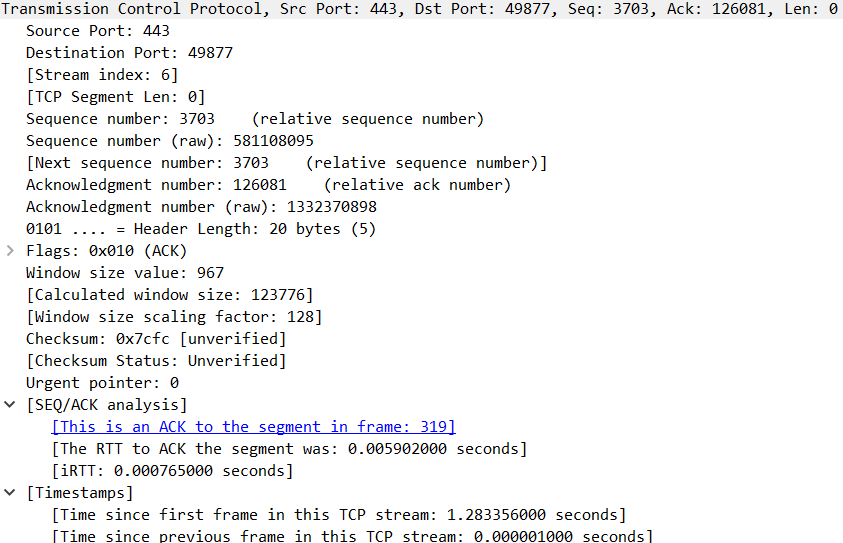 Transmission Control Protocol, Src Port: 443, Dst Port: 49877, Seq: 3703, Ack: 126081, Len: 0
Source Port: 443
Destination Port: 49877
[Stream index: 6]
[TCP Segment Len: 0]
Sequence number: 3703    (relative sequence number)
Sequence number (raw): 581108095
[Next sequence number: 3703    (relative sequence number)]
Acknowledgment number: 126081    (relative ack number)
Acknowledgment number (raw): 1332370898
0101 .... = Header Length: 20 bytes (5)
Flags: 0x010 (ACK)
Window size value: 967
[Calculated window size: 123776]
[Window size scaling factor: 128]
Checksum: 0x7cfc [unverified]
[Checksum Status: Unverified]
Urgent pointer: 0
[SEQ/ACK analysis]
[This is an ACK to the segment in frame: 319]
[The RTT to ACK the segment was: 0.005902000 seconds]
[iRTT: 0.000765000 seconds]
[Timestamps]
[Time since first frame in this TCP stream: 1.283356000 seconds]
[Time since previous frame in this TCP stream: 0.000001000 seconds]